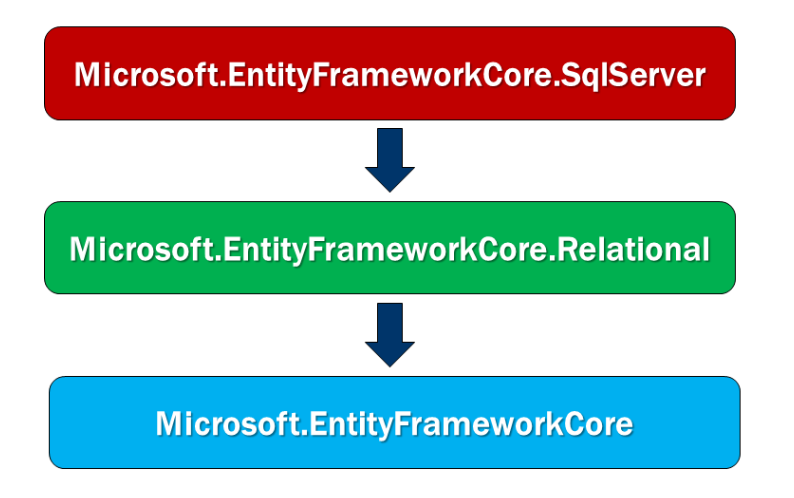 Microsoft.EntityFrameworkCore.SqlServer
Microsoft.EntityFrameworkCore.Relational
Microsoft.EntityFrameworkCore